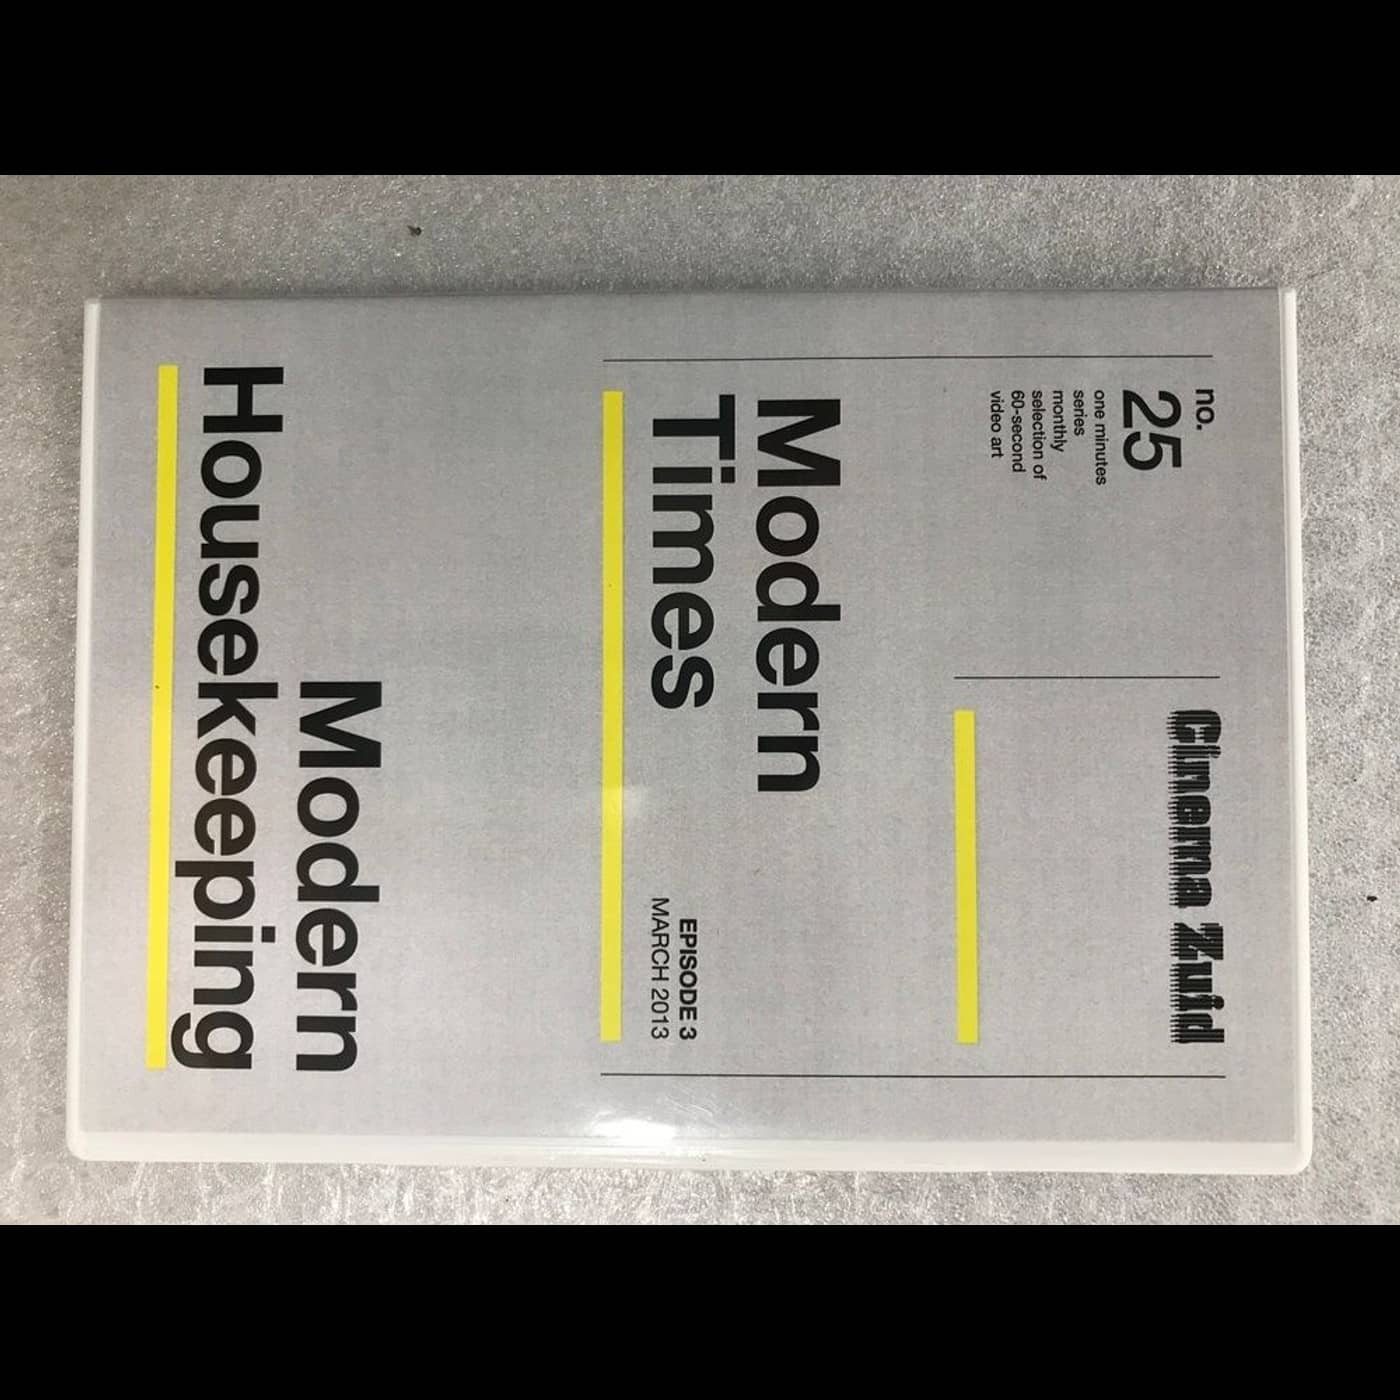 no.
25
one minutes
series
monthly
selection of
60-second
video art
Cinema Zuid
Modern
Times
EPISODE 3
MARCH 2013
Modern
Housekeeping